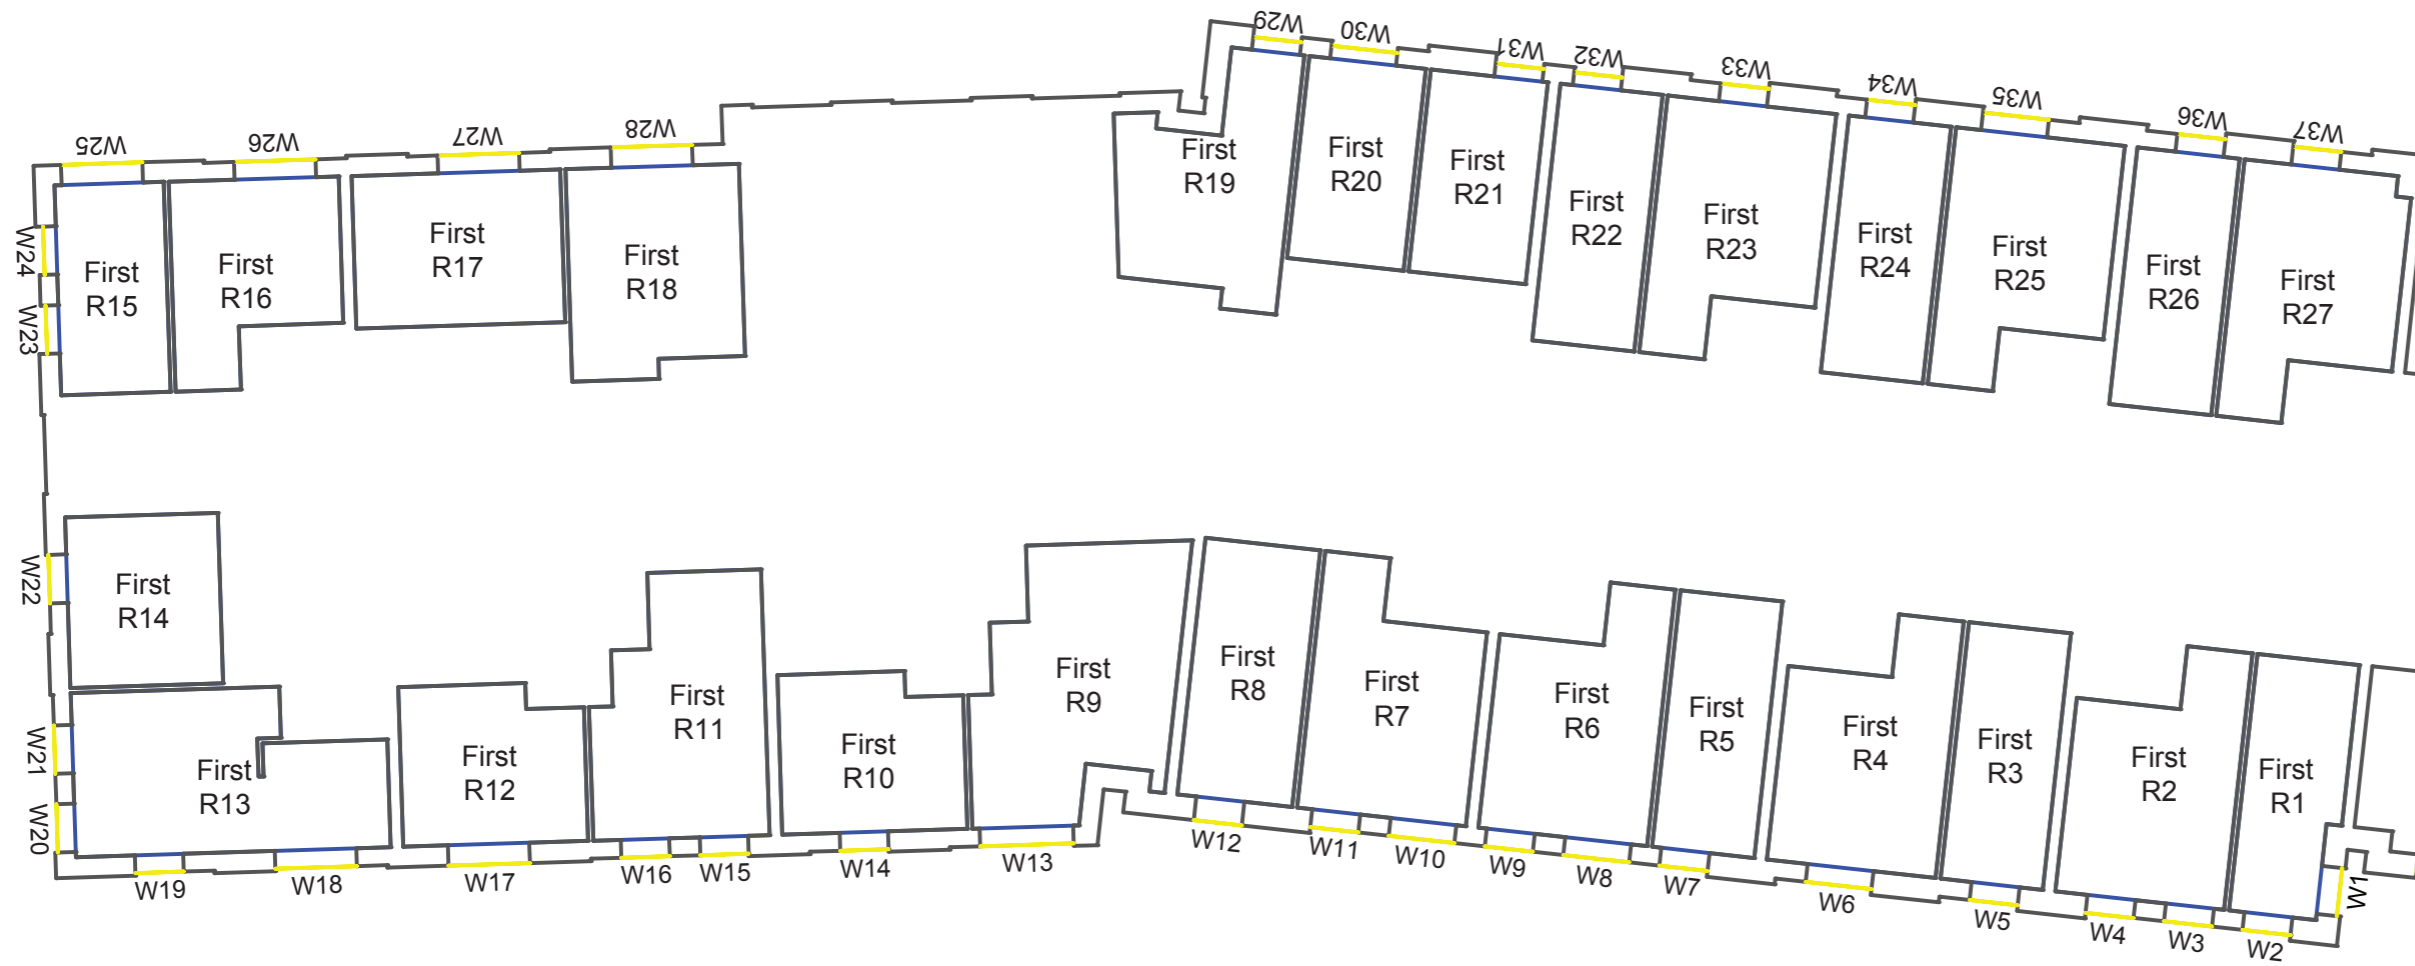 W25
W26
W27
W28
W29
W30
W31
W32
W33
W34
W35
W36
W37
W24
W23
First
R15
First
R16
First
R17
First
R18
First
R19
First
R20
First
R21
First
R22
First
R23
First
R24
First
R25
First
R26
First
R27
W22
First
R14
W21
W20
First
R13
First
R12
First
R11
First
R10
First
R9
First
R8
First
R7
First
R6
First
R5
First
R4
First
R3
First
R2
First
R1
W19
W18
W17
W16
W15
W14
W13
W12
W11
W10
W9
W8
W7
W6
W5
W4
W3
W2
W1